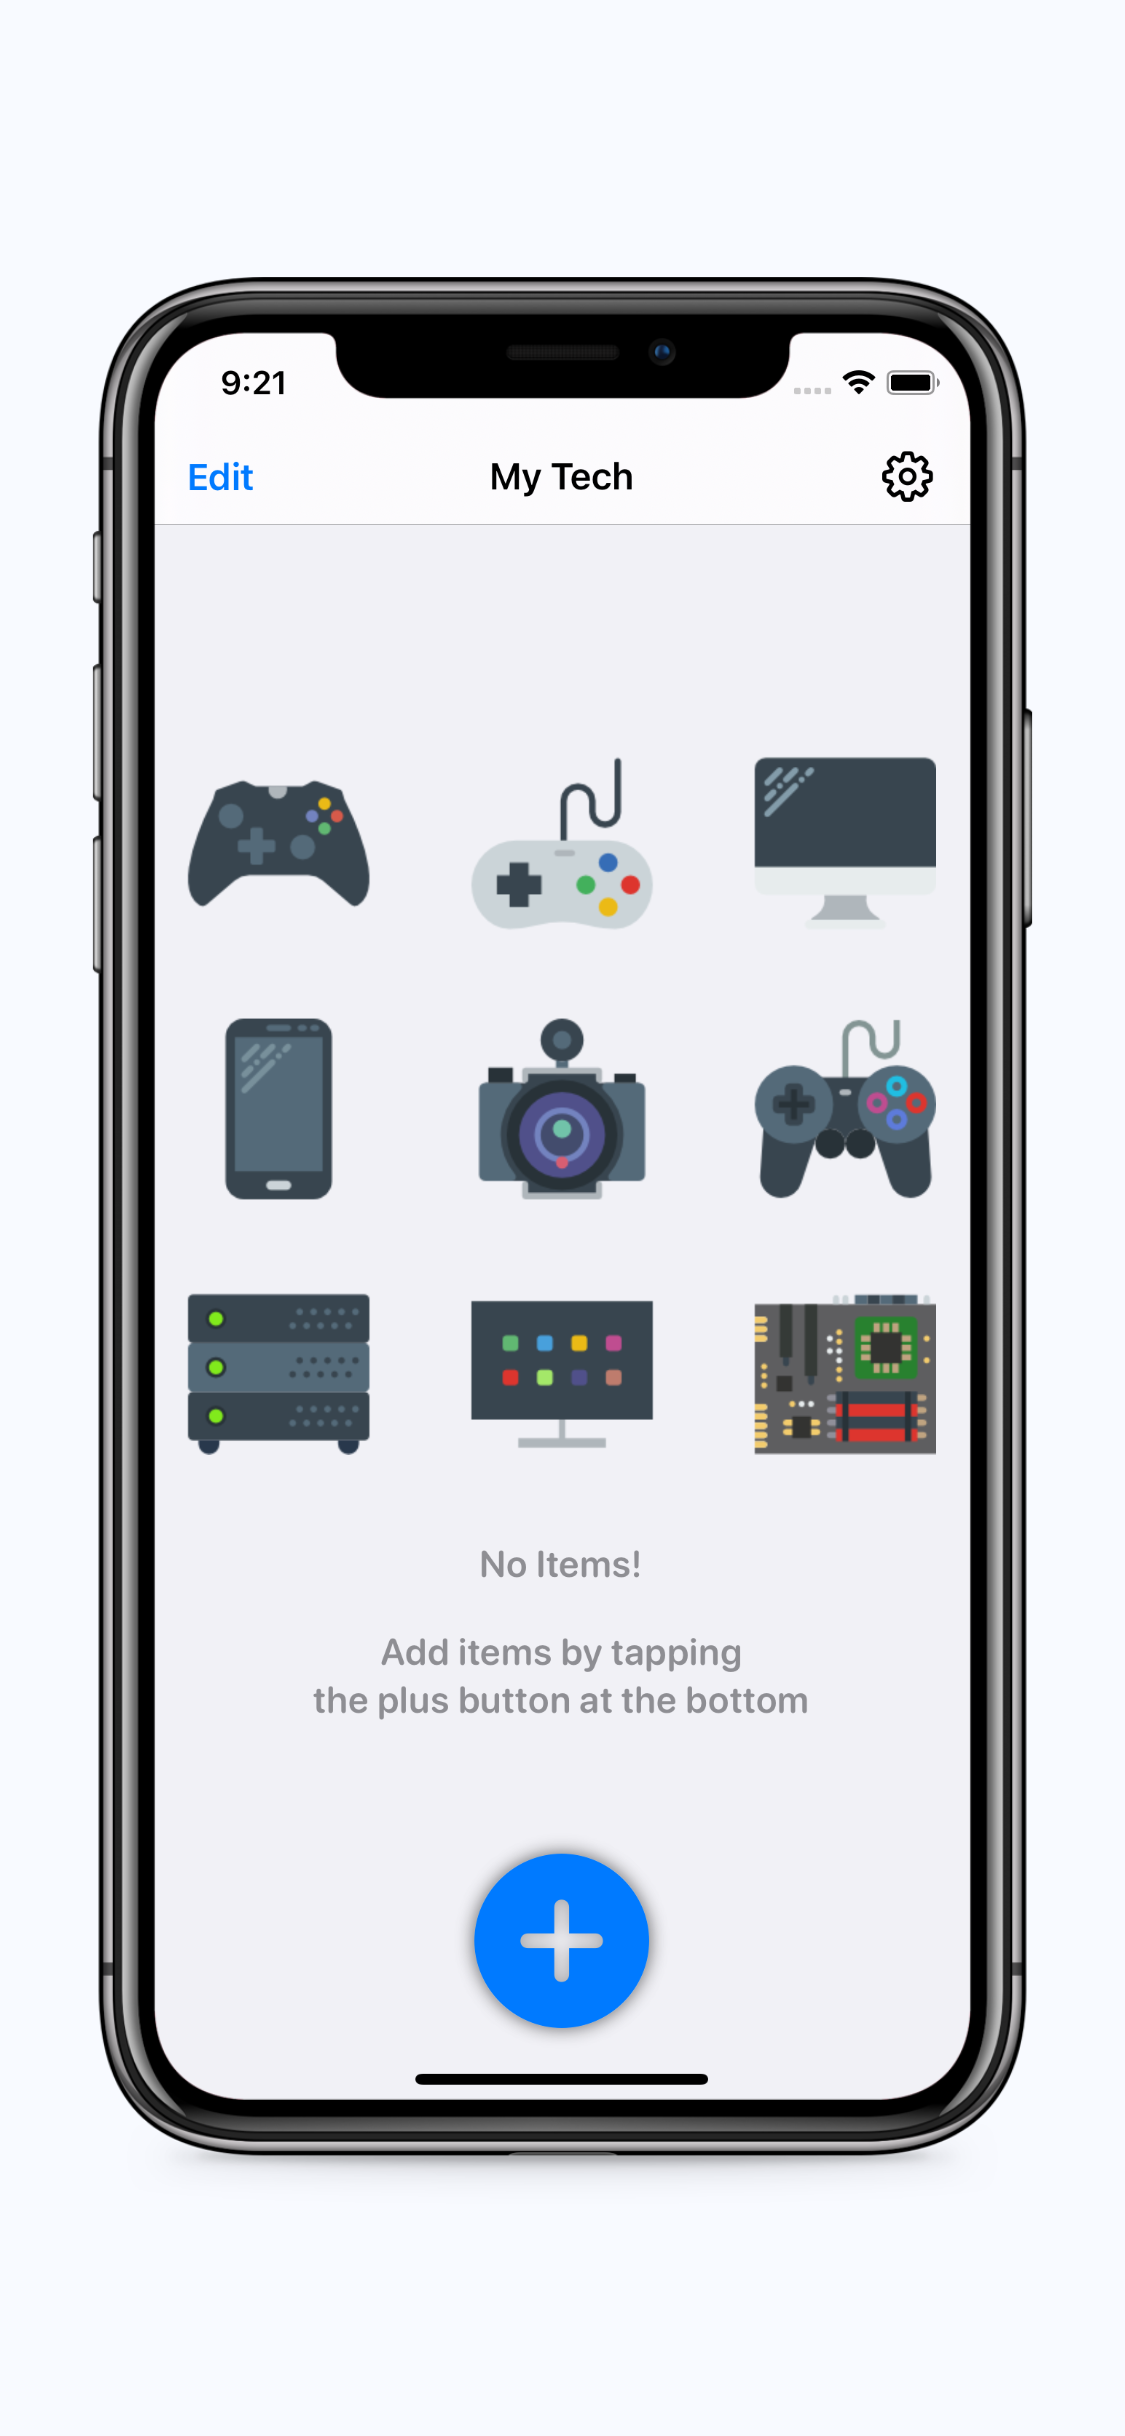 9:21
Edit
My Tech
No Items!
Add items by tapping
the plus button at the bottom